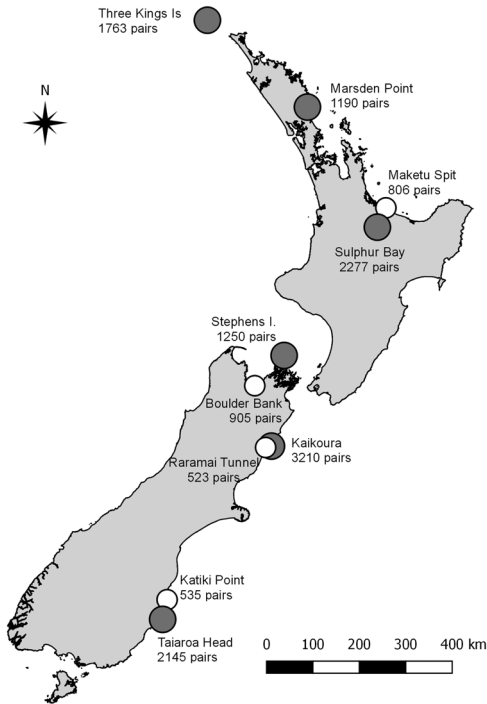 Three Kings Is
1763 pairs
N
Marsden Point
1190 pairs
Maketu Spit
806 pairs
Sulphur Bay
2277 pairs
Stephens I.
1250 pairs
Boulder Bank
905 pairs
Kaikoura
3210 pairs
Raramai Tunnel
523 pairs
Katiki Point
535 pairs
Taiaroa Head
2145 pairs
0 100 200 300 400 km